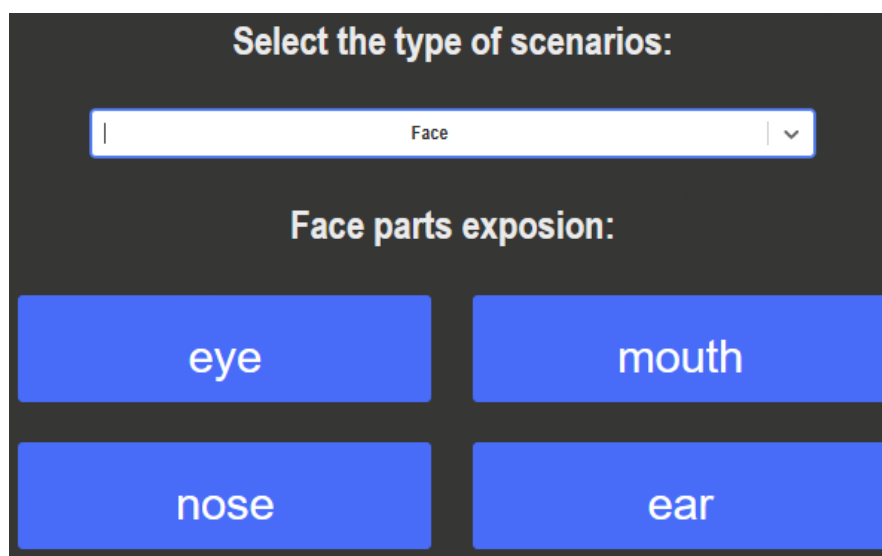 Select the type of scenarios:
Face
Face parts exposion:
eye
mouth
nose
ear